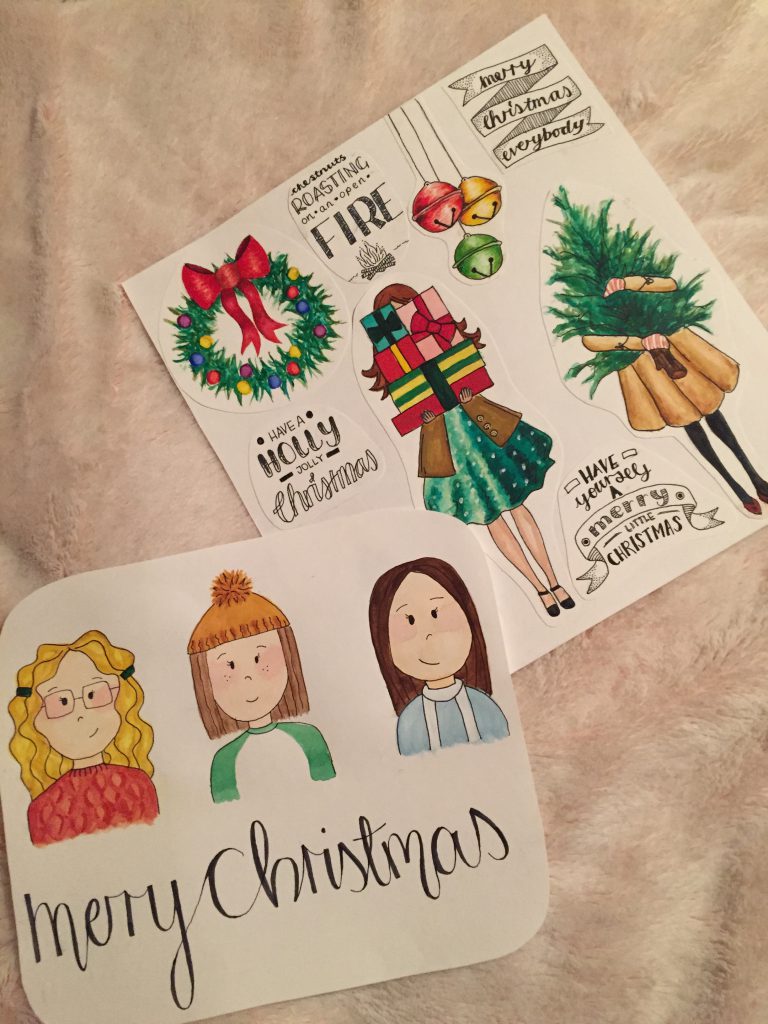 merry
christmas
everybody
chestnuts
ROASTING
on•an•open•
FIRE
HAVE A
HOLLY
JOLLY
Christmas
HAVE
yourself
A
merry
LITTLE
CHRISTMAS
merry Christmas